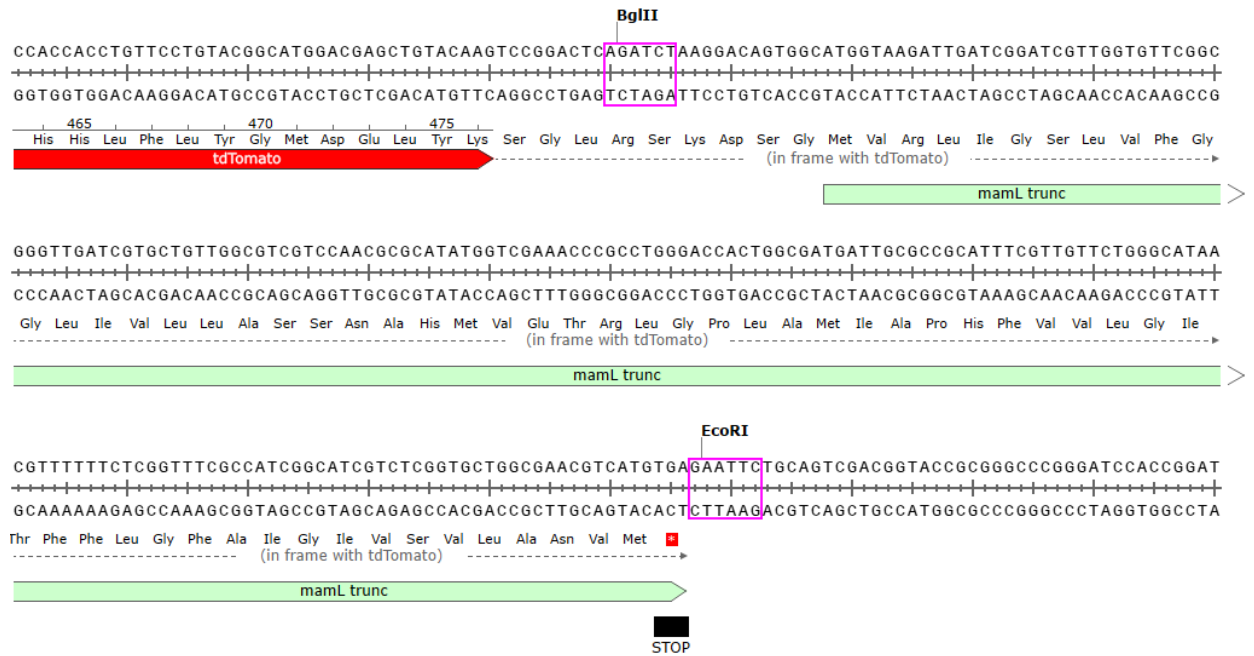 BglII
CCACCACCTGTTCCTGTACGGCATGGACGAGCTGTACAAGTCCGGACTCAGATCTAAGGACAGTGGCATGGTAAGATTGATCGGATCGTTGGTGTTCGGC
GGTGGTGGACAAGGACATGCCGTACCTGCTCGACATGTTCAGGCCTGAGTCTAGATTCCTGTCACCGTACCATTCTAACTAGCCTAGCAACCACAAGCCG
465 470 475
His His Leu Phe Leu Tyr Gly Met Asp Glu Leu Tyr Lys Ser Gly Leu Arg Ser Lys Asp Ser Gly Met Val Arg Leu Ile Gly Ser Leu Val Phe Gly
tdTomato (in frame with tdTomato)
mamL trunc
GGGTTGATCGTGCTGTTGGCGTCGTCCAACGCGCATATGGTCGAAACCCGCCTGGGACCACTGGCGATGATTGCGCCGCATTTCGTTGTTCTGGGCATAA
CCCAACTAGCACGACAACCGCAGCAGGTTGCGCGTATACCAGCTTTGGGCGGACCCTGGTGACCGCTACTAACGCGGCGTAAAGCAACAAGACCCGTATT
Gly Leu Ile Val Leu Leu Ala Ser Ser Asn Ala His Met Val Glu Thr Arg Leu Gly Pro Leu Ala Met Ile Ala Pro His Phe Val Val Leu Gly Ile
(in frame with tdTomato)
mamL trunc
EcoRI
CGTTTTTTCTCGGTTTCGCCATCGGCATCGTCTCGGTGCTGGCGAACGTCATGTGAGAATTCTGCAGTCGACGGTACCGCGGGCCCGGGATCCACCGGAT
GCAAAAAAGAGCCAAAGCGGTAGCCGTAGCAGAGCCACGACCGCTTGCAGTACACTCTTAAGACGTCAGCTGCCATGGCGCCCGGGCCCTAGGTGGCCTA
Thr Phe Phe Leu Gly Phe Ala Ile Gly Ile Val Ser Val Leu Ala Asn Val Met *
(in frame with tdTomato)
mamL trunc
STOP